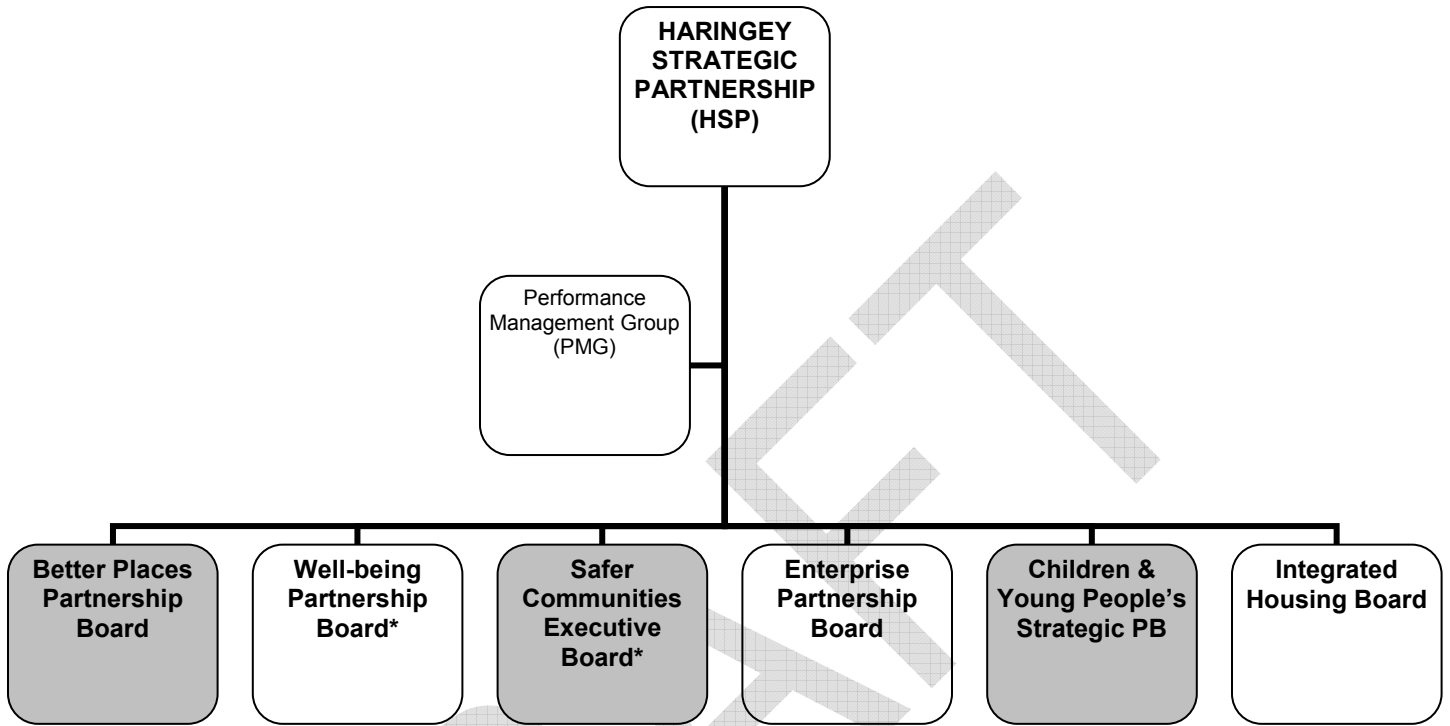 HARINGEY
STRATEGIC
PARTNERSHIP
(HSP)
Performance
Management Group
(PMG)
Better Places
Partnership
Board
Well-being
Partnership
Board*
Safer
Communities
Executive
Board*
Enterprise
Partnership
Board
Children &
Young People’s
Strategic PB
Integrated
Housing Board